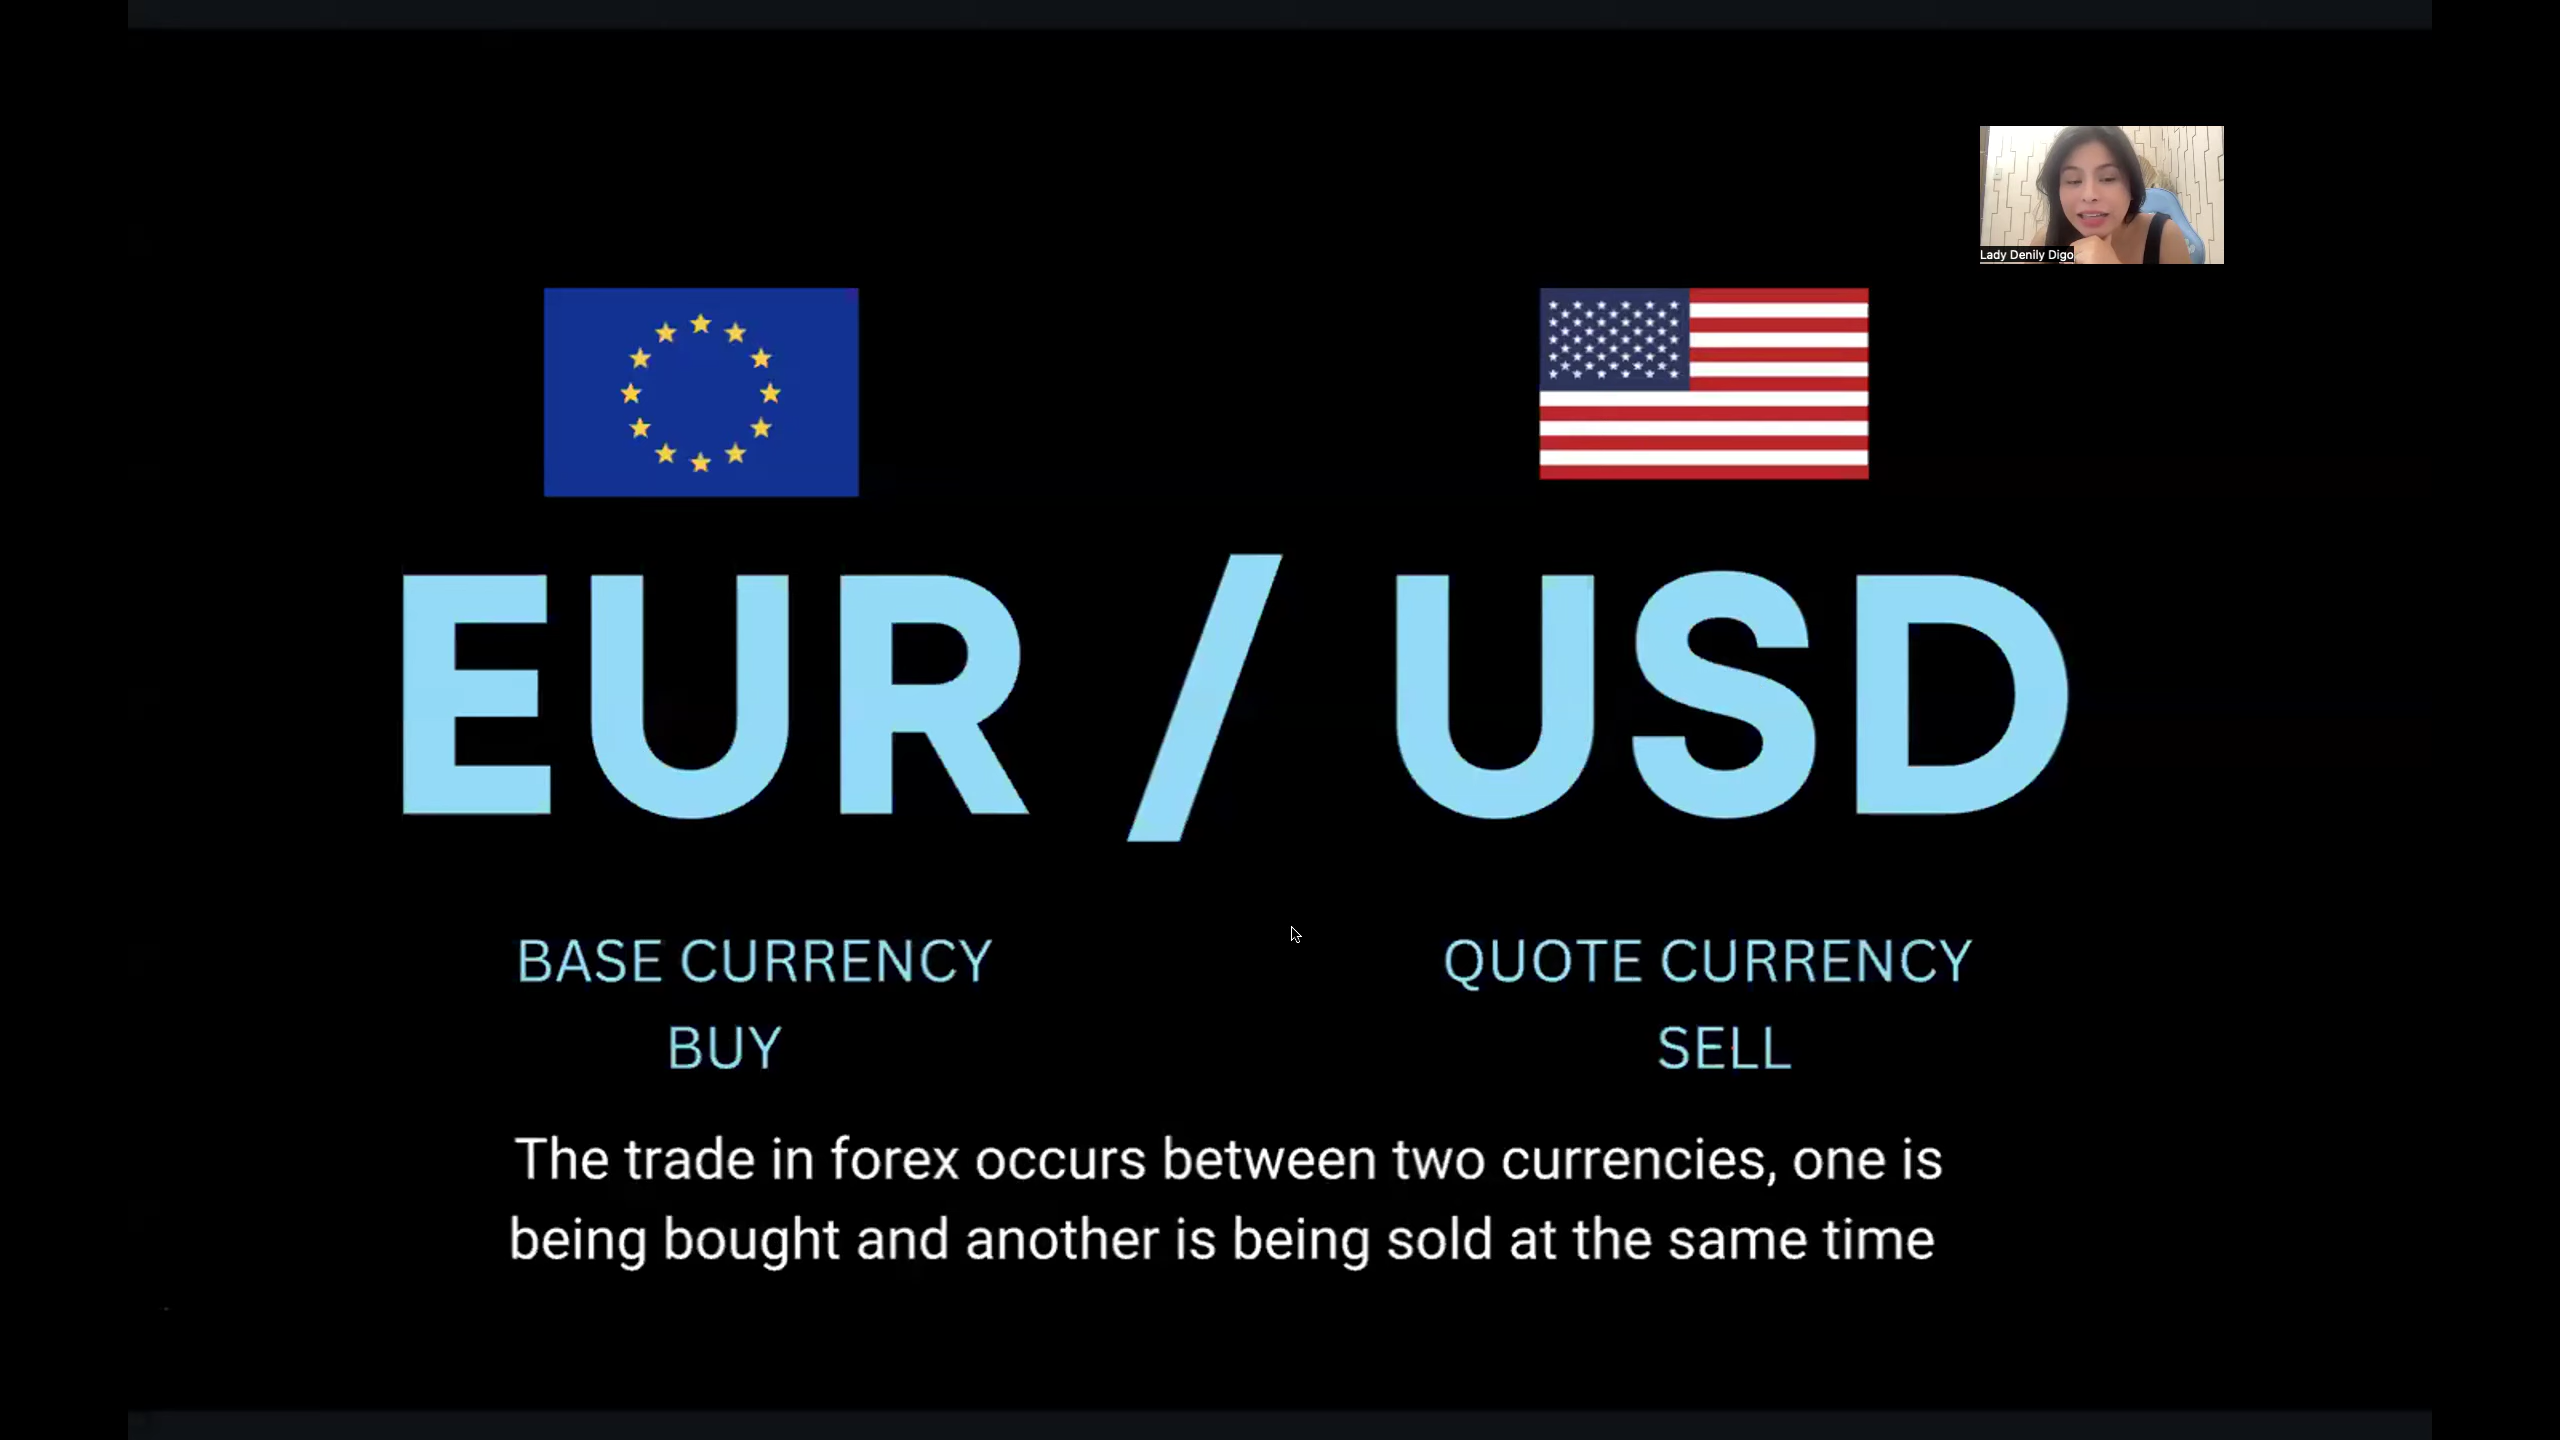 Lady Denily Digo
EUR / USD
BASE CURRENCY
QUOTE CURRENCY
BUY
SELL
The trade in forex occurs between two currencies, one is
being bought and another is being sold at the same time